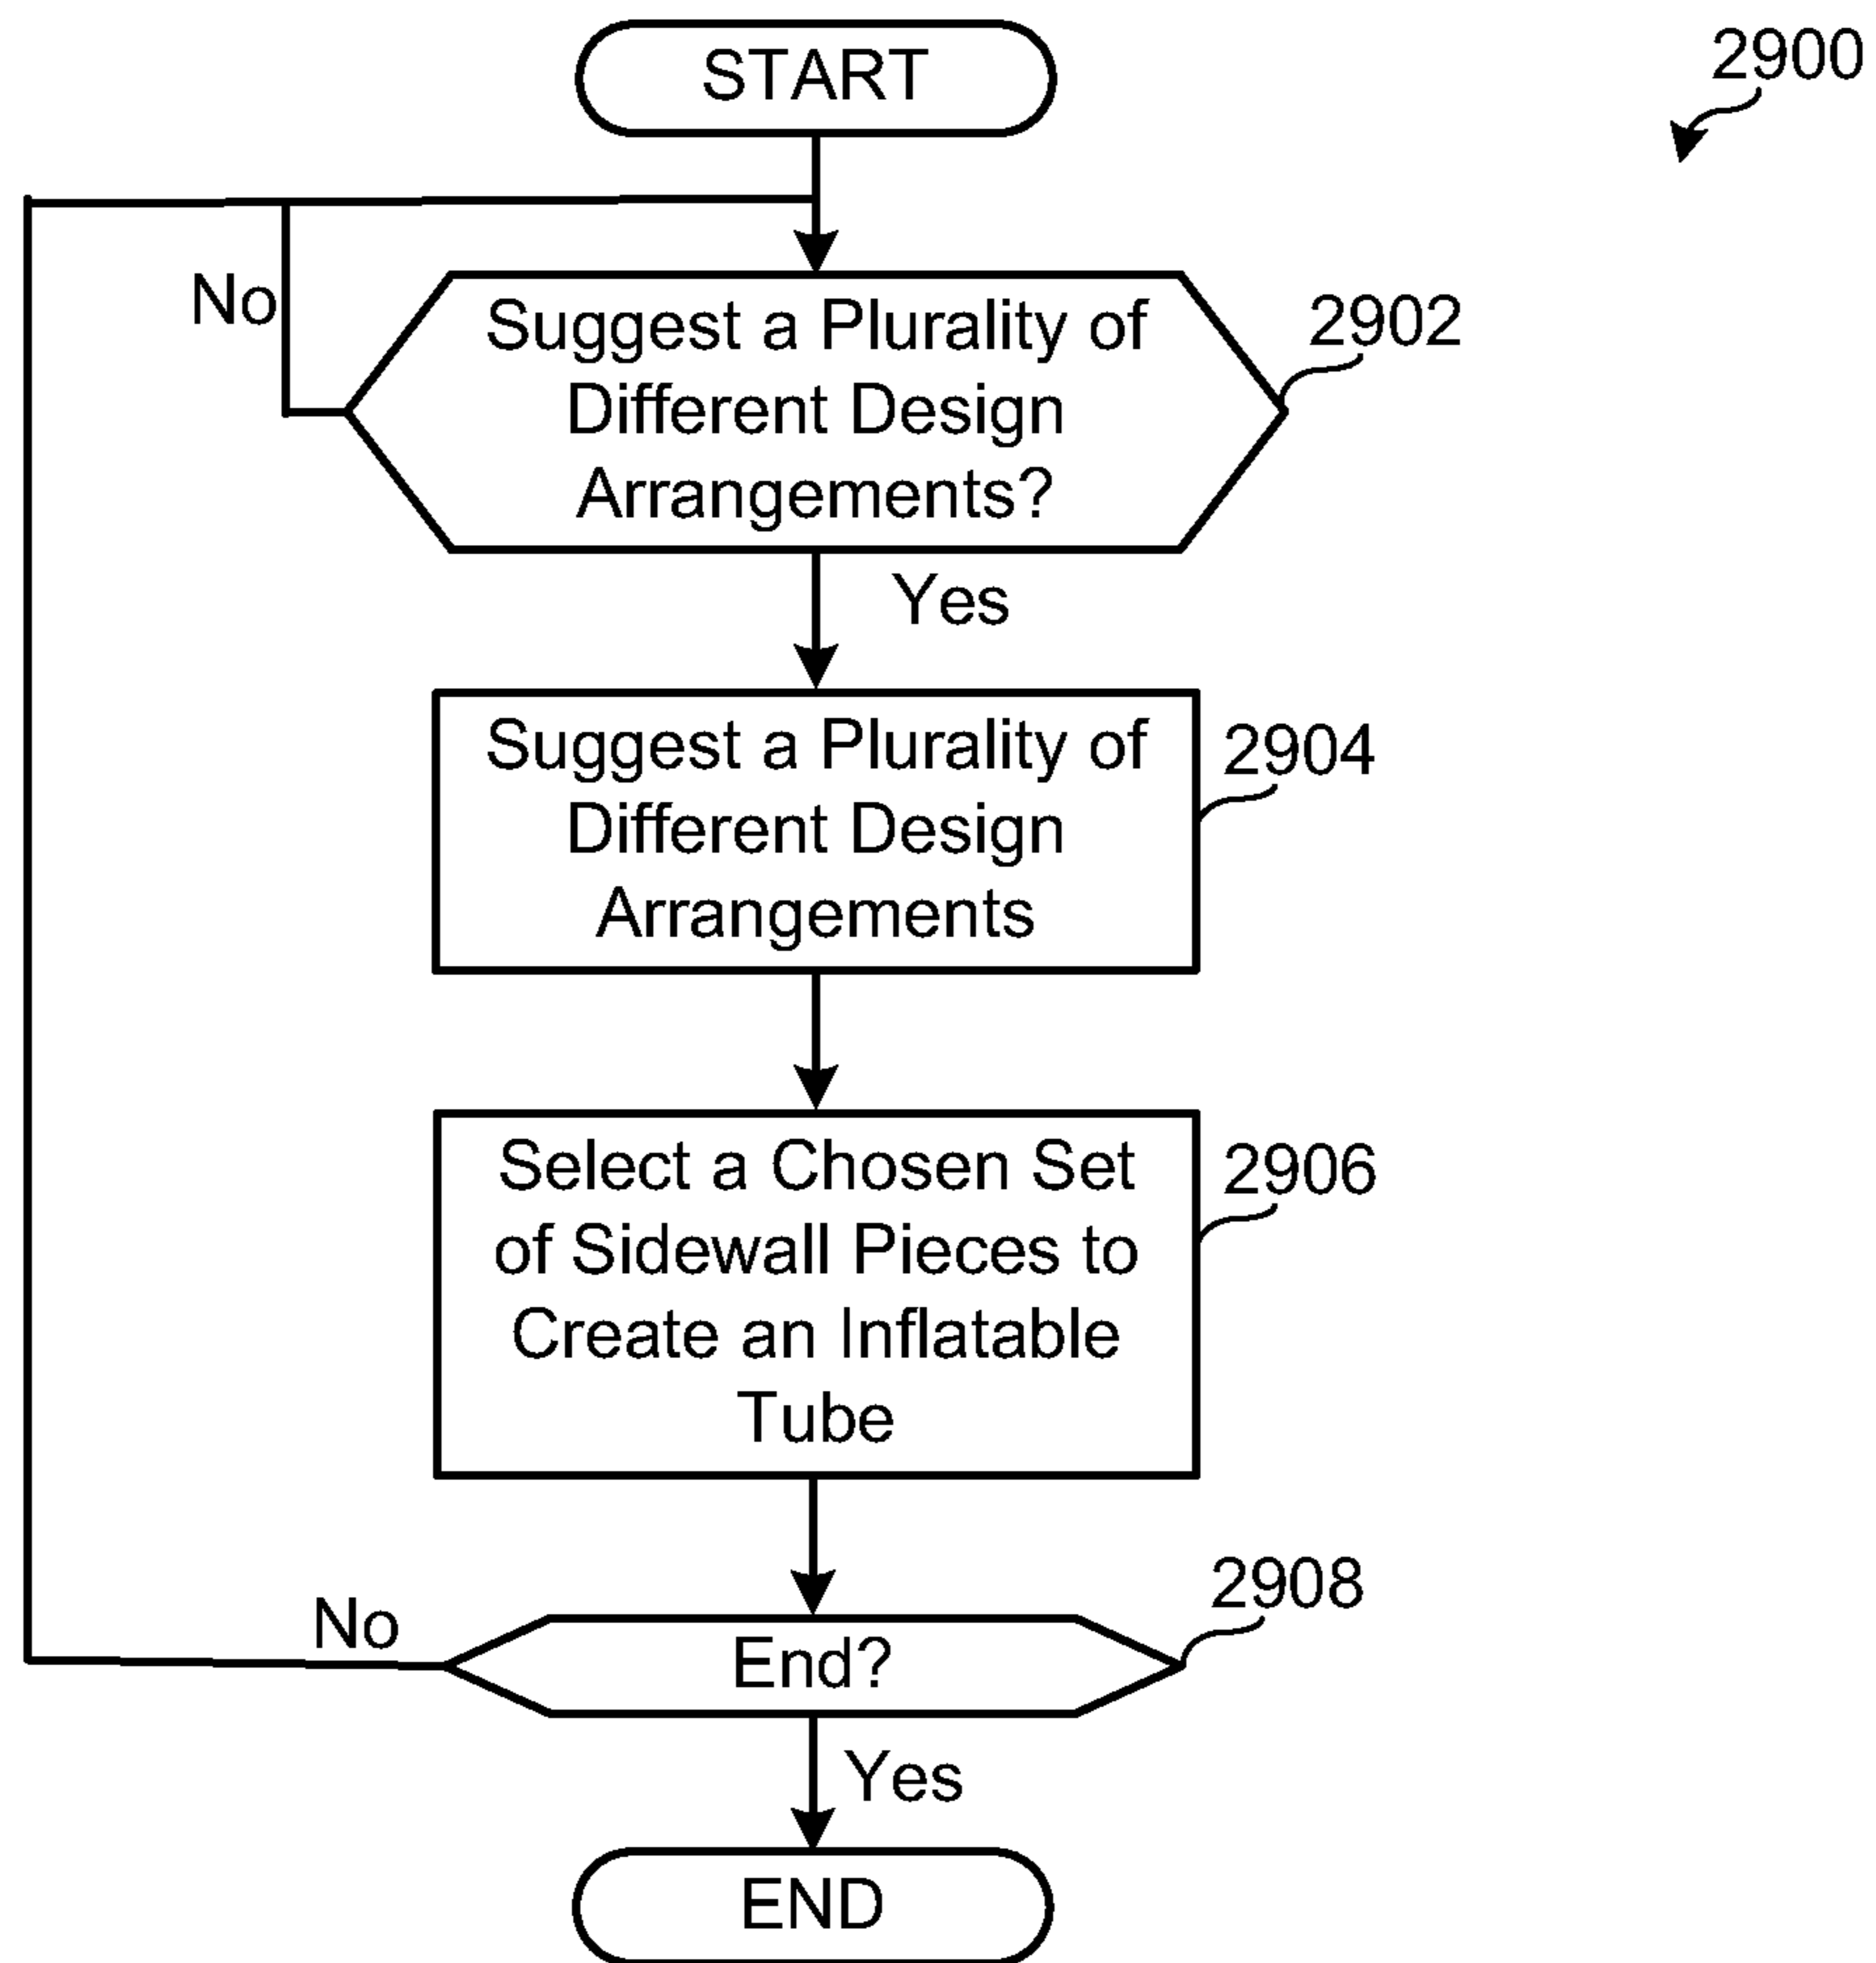 START
2900
No
Suggest a Plurality of
Different Design
Arrangements?
2902
Yes
Suggest a Plurality of
Different Design
Arrangements
2904
Select a Chosen Set
of Sidewall Pieces to
Create an Inflatable
Tube
2906
No
End?
2908
Yes
END